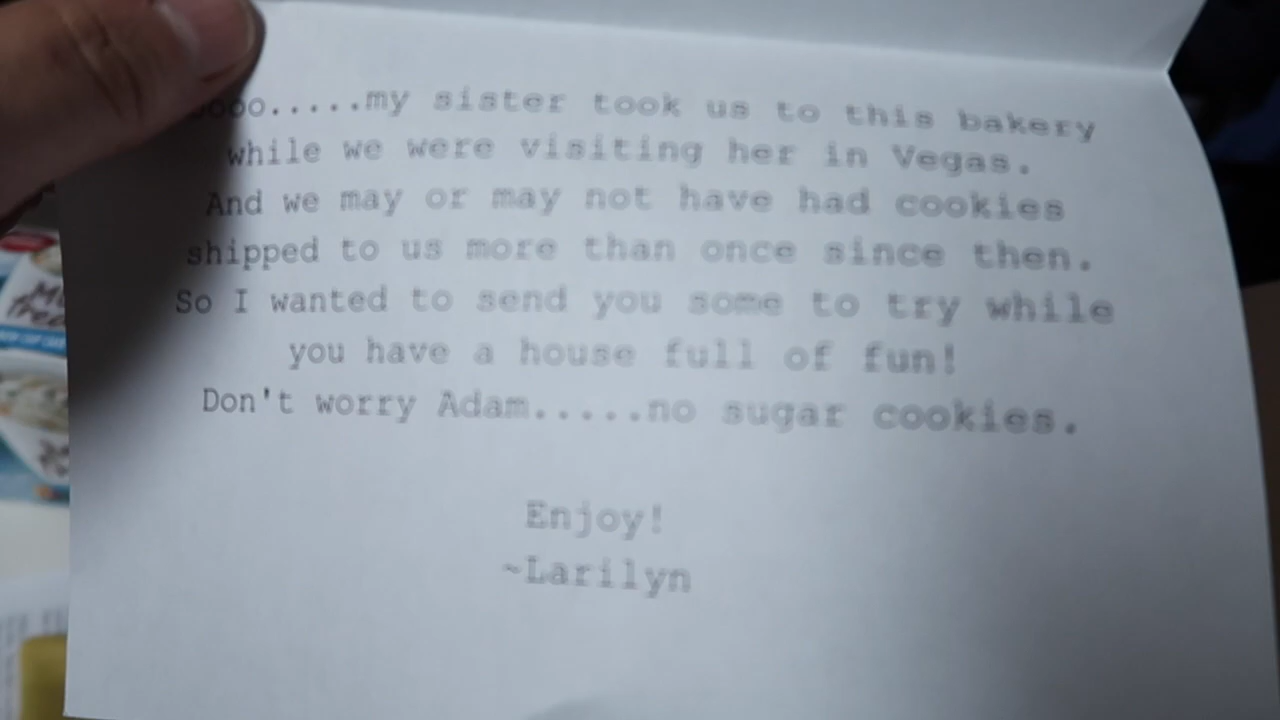 Sooo.....my sister took us to this bakery
while we were visiting her in Vegas.
And we may or may not have had cookies
shipped to us more than once since then.
So I wanted to send you some to try while
you have a house full of fun!
Don't worry Adam.....no sugar cookies.
Enjoy!
~Larilyn